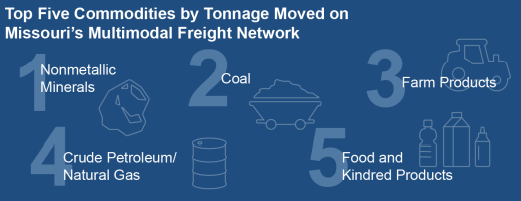 Top Five Commodities by Tonnage Moved on
Missouri's Multimodal Freight Network
1 Nonmetallic
Minerals
2 Coal
3 Farm Products
4 Crude Petroleum/
Natural Gas
5 Food and
Kindred Products